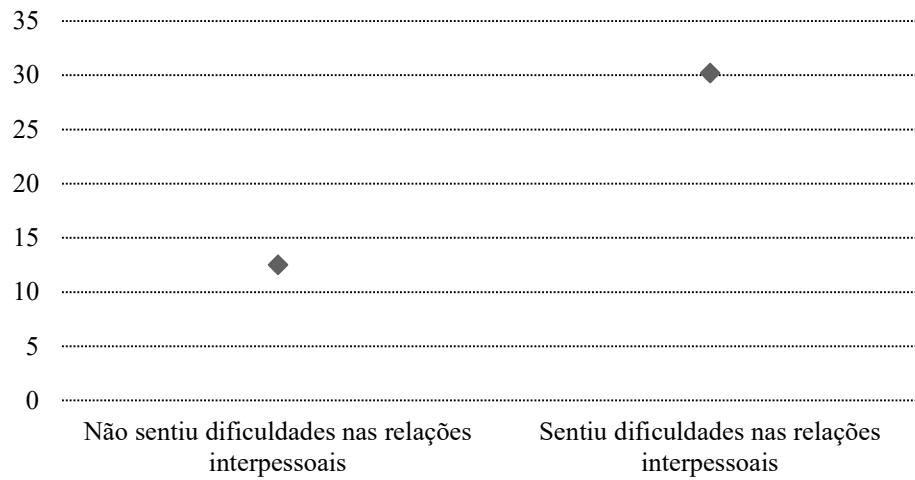 35
30
25
20
15
10
5
0
Não sentiu dificuldades nas relações
interpessoais
Sentiu dificuldades nas relações
interpessoais